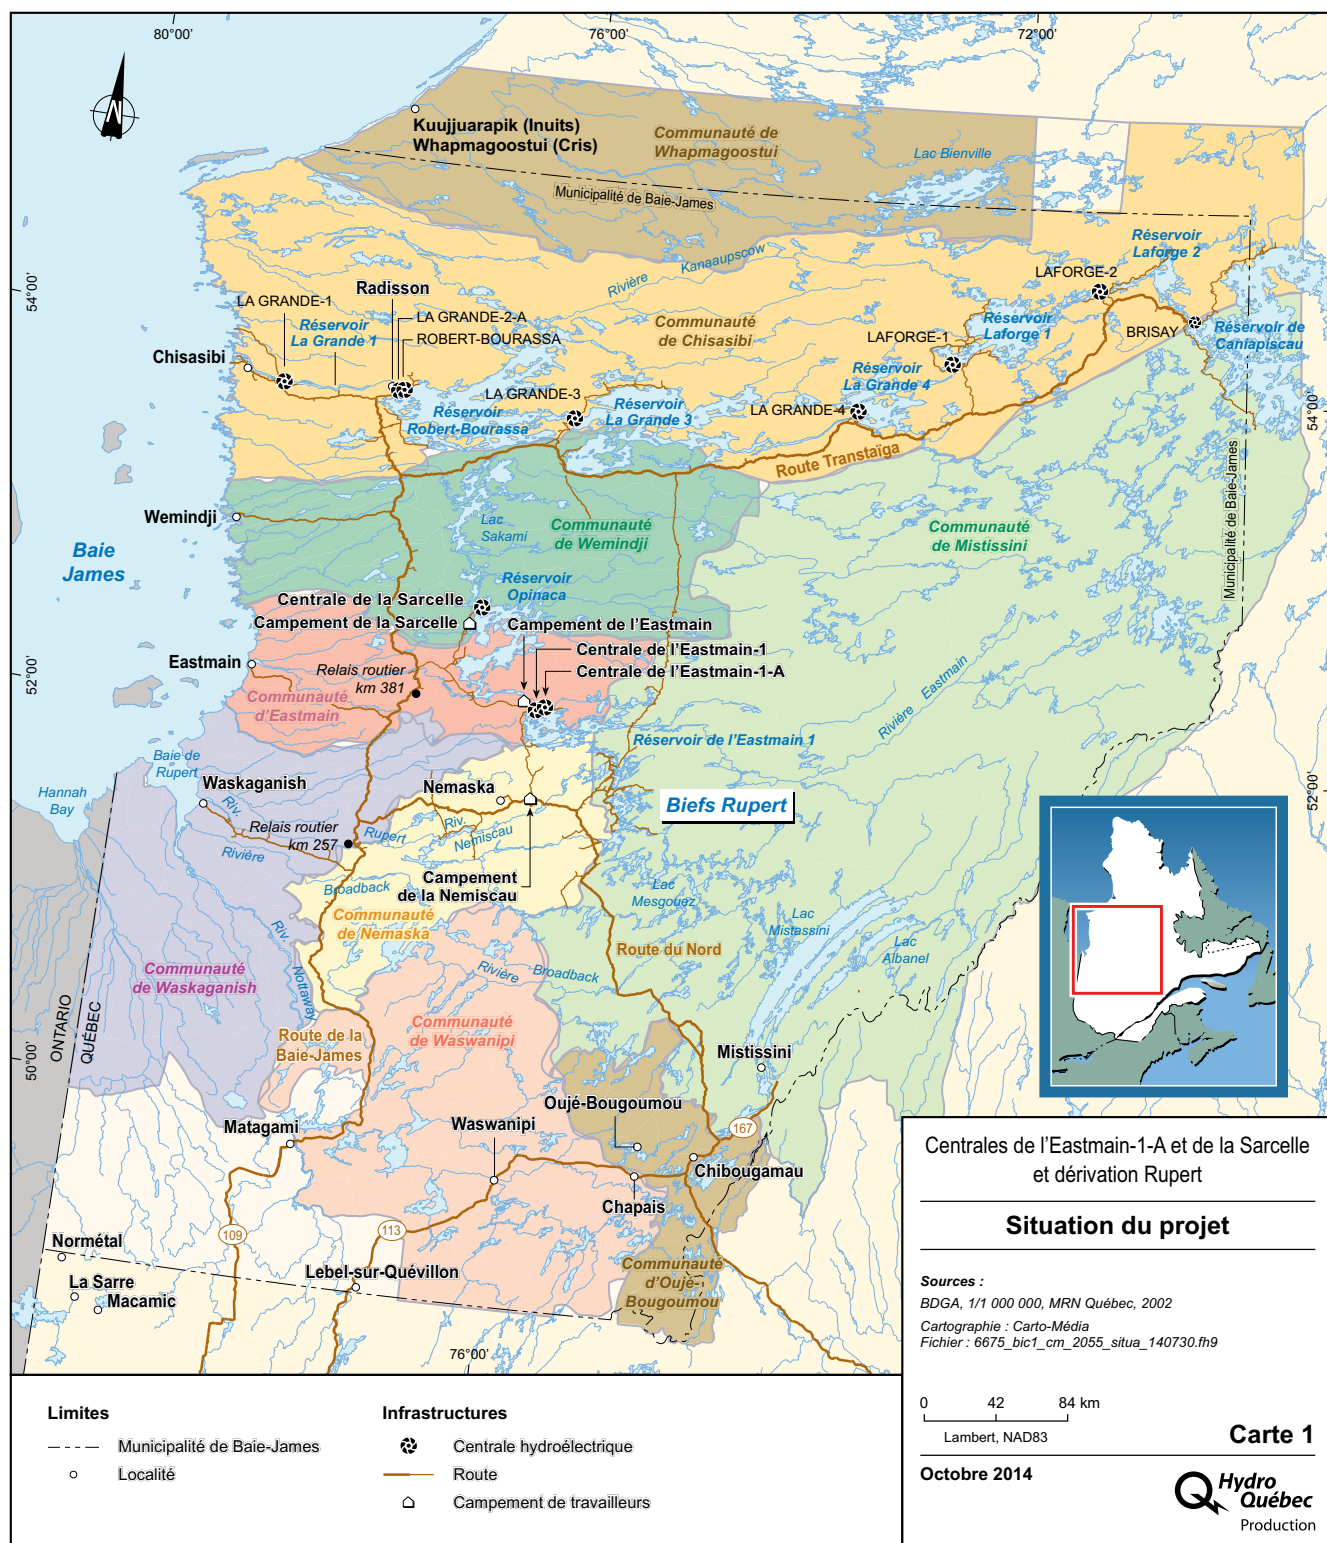 80°00'
76°00'
72°00'
N
Kuujjuarapik (Inuits)
Whapmagoostui (Cris)
Communauté de
Whapmagoostui
Lac Bienville
Municipalité de Baie-James
Réservoir
Laforge 2
Rivière Kanaaupscow
LAFORGE-2
54°00'
Radisson
LA GRANDE-1
LA GRANDE-2-A
Réservoir
La Grande 1
ROBERT-BOURASSA
Communauté
de Chisasibi
Réservoir
Laforge 1
LAFORGE-1
BRISAY
Réservoir de
Caniapiscau
Chisasibi
Réservoir
La Grande 4
LA GRANDE-3
Réservoir
Robert-Bourassa
Réservoir
La Grande 3
LA GRANDE-4
54°00'
Route Transtaïga
Municipalité de Baie-James
Wemindji
Lac
Sakami
Communauté
de Wemindji
Communauté
de Mistissini
Baie
James
Réservoir
Opinaca
Centrale de la Sarcelle
Campement de la Sarcelle
Campement de l'Eastmain
Centrale de l'Eastmain-1
Centrale de l'Eastmain-1-A
Eastmain
52°00'
Relais routier
km 381
Communauté
d'Eastmain
Rivière Eastmain
Réservoir de l'Eastmain 1
Baie de
Rupert
Hannah
Bay
Waskaganish
Nemaska
Biefs Rupert
52°00'
Riv.
Rupert
Riv.
Nemiscau
Relais routier
km 257
Rivière
Broadback
Campement
de la Nemiscau
Lac
Mesgouez
Lac
Mistassini
Lac
Albanel
Communauté
de Nemaska
Riv.
Nottaway
Route du Nord
Rivière Broadback
Communauté
de Waskaganish
ONTARIO
QUÉBEC
Route de la
Baie-James
Communauté
de Waswanipi
50°00'
Mistissini
Oujé-Bougoumou
Matagami
Waswanipi
167
Chibougamau
Chapais
109
113
Normétal
La Sarre
Macamic
Lebel-sur-Quévillon
Communauté
d'Oujé-
Bougoumou
76°00'
Centrales de l'Eastmain-1-A et de la Sarcelle
et dérivation Rupert
Situation du projet
Sources :
BDGA, 1/1 000 000, MRN Québec, 2002
Cartographie : Carto-Média
Fichier : 6675_bic1_cm_2055_situa_140730.fh9
0 42 84 km
Lambert, NAD83
Carte 1
Octobre 2014
Hydro
Québec
Production
Limites
Municipalité de Baie-James
Localité
Infrastructures
Centrale hydroélectrique
Route
Campement de travailleurs